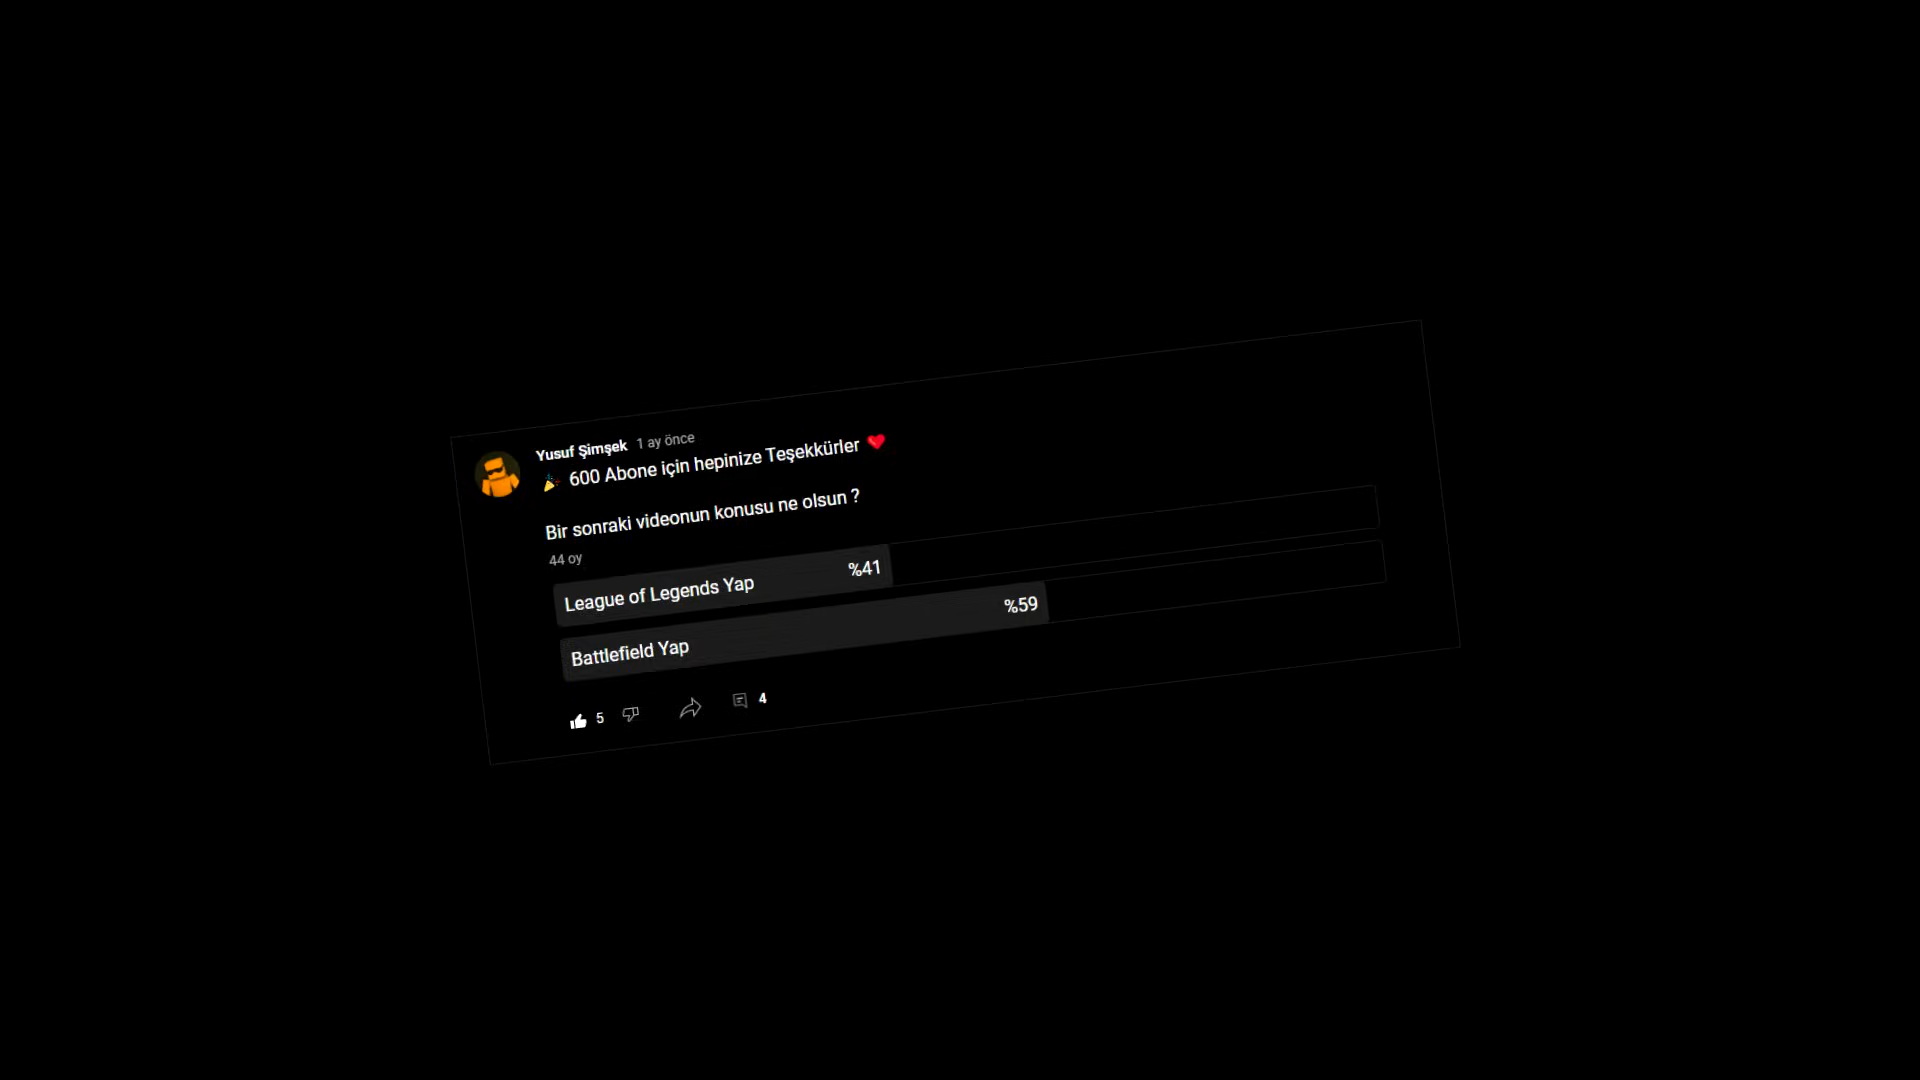 Yusuf Şimşek 1 ay önce
🎉 600 Abone için hepinize Teşekkürler ❤️
Bir sonraki videonun konusu ne olsun ?
44 oy
League of Legends Yap %41
Battlefield Yap %59
5 4